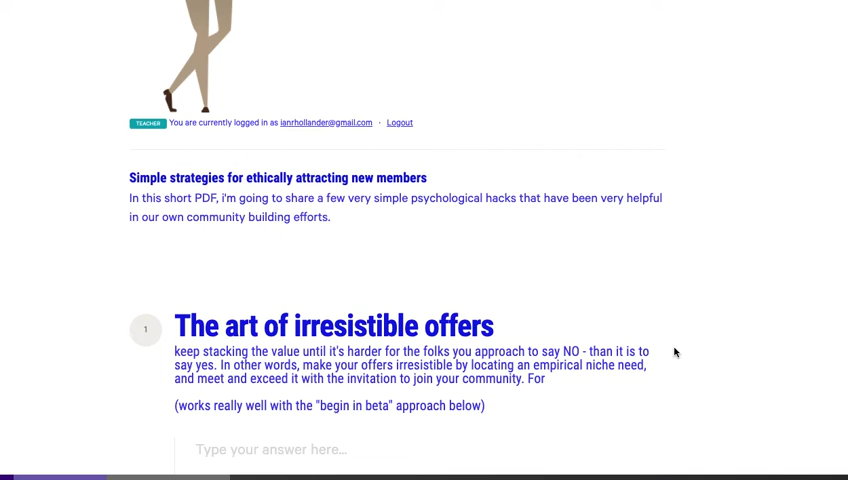 TEACHER You are currently logged in as ianrhollander@gmail.com · Logout
Simple strategies for ethically attracting new members
In this short PDF, i'm going to share a few very simple psychological hacks that have been very helpful
in our own community building efforts.
1 The art of irresistible offers
keep stacking the value until it's harder for the folks you approach to say NO - than it is to
say yes. In other words, make your offers irresistible by locating an empirical niche need,
and meet and exceed it with the invitation to join your community. For
(works really well with the "begin in beta" approach below)
Type your answer here...